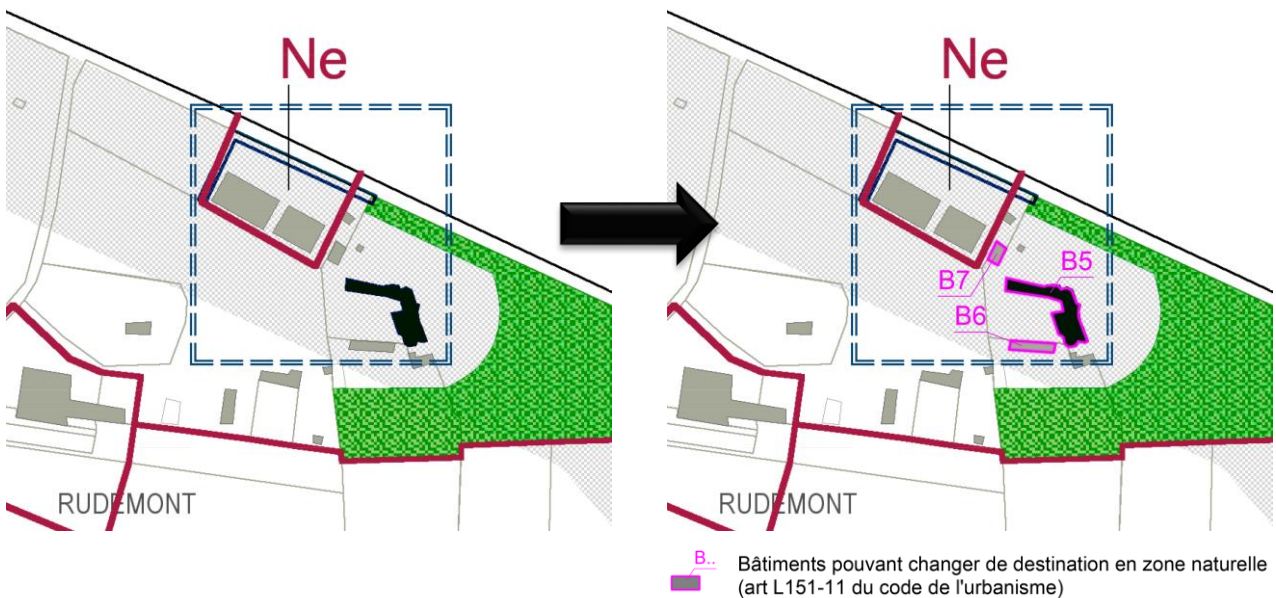 Ne
Ne
B7
B5
B6
RUDEMONT
RUDEMONT
B.. Bâtiments pouvant changer de destination en zone naturelle
(art L151-11 du code de l'urbanisme)